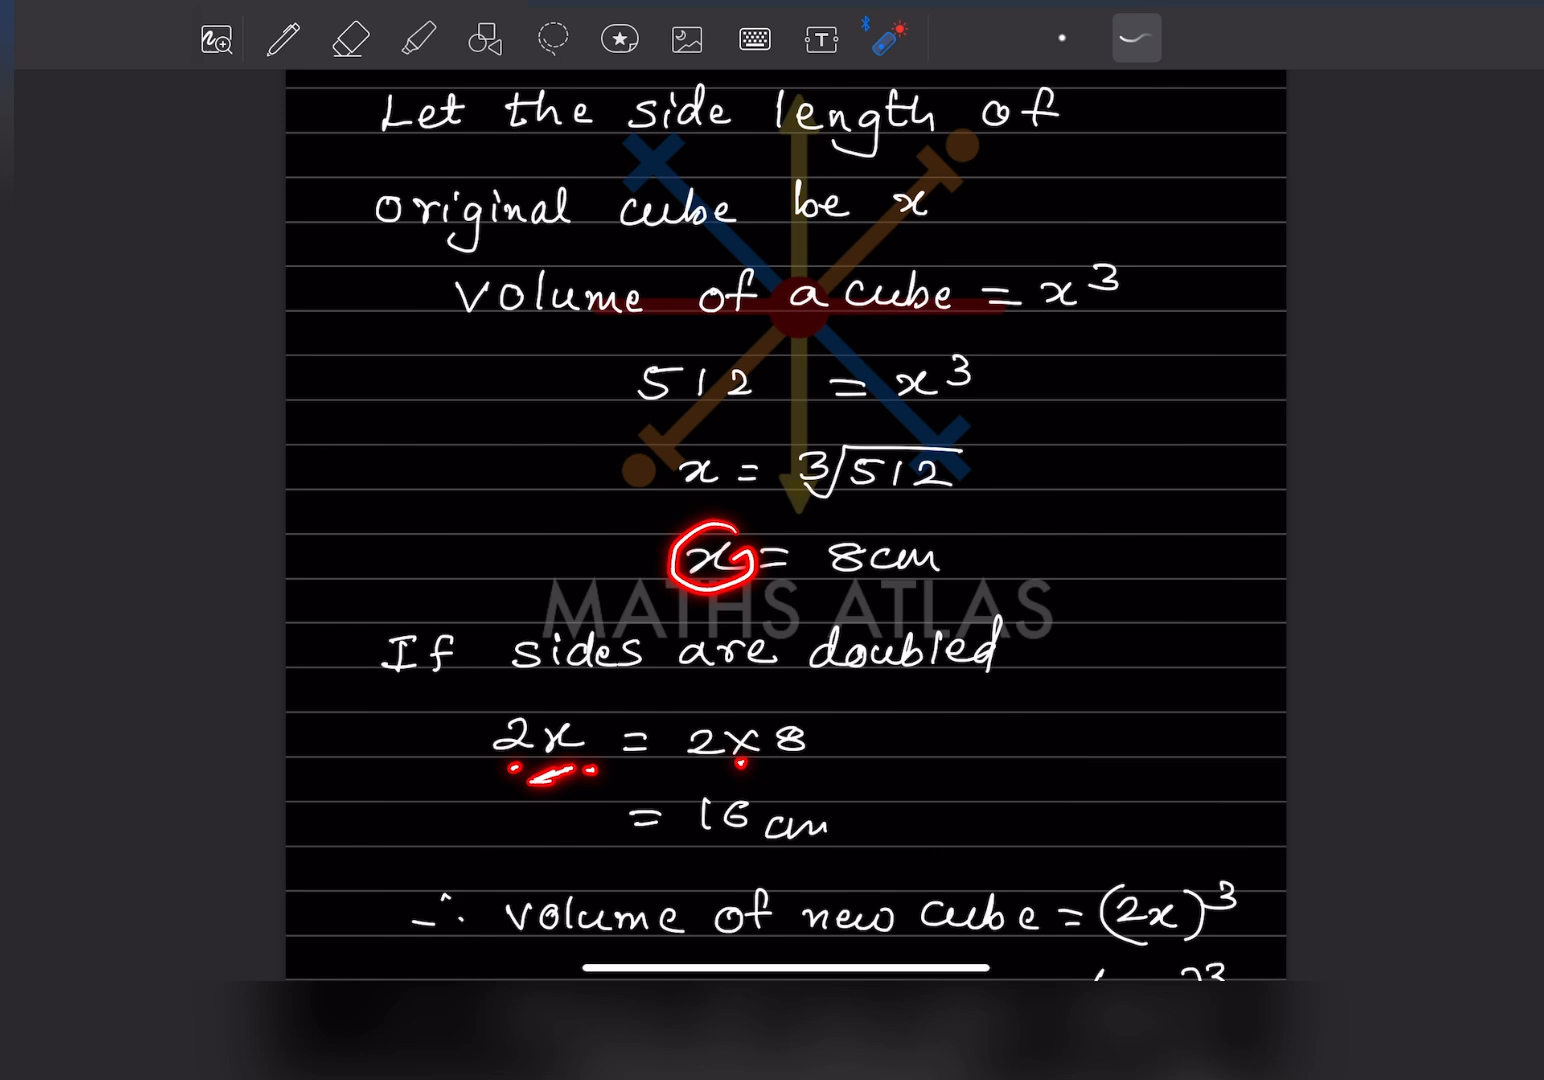 Let the side length of
original cube be x
volume of a cube = x³
512 = x³
x = ∛512
x = 8cm
MATHS ATLAS
If sides are doubled
2x = 2×8
= 16 cm
∴ volume of new cube = (2x)³